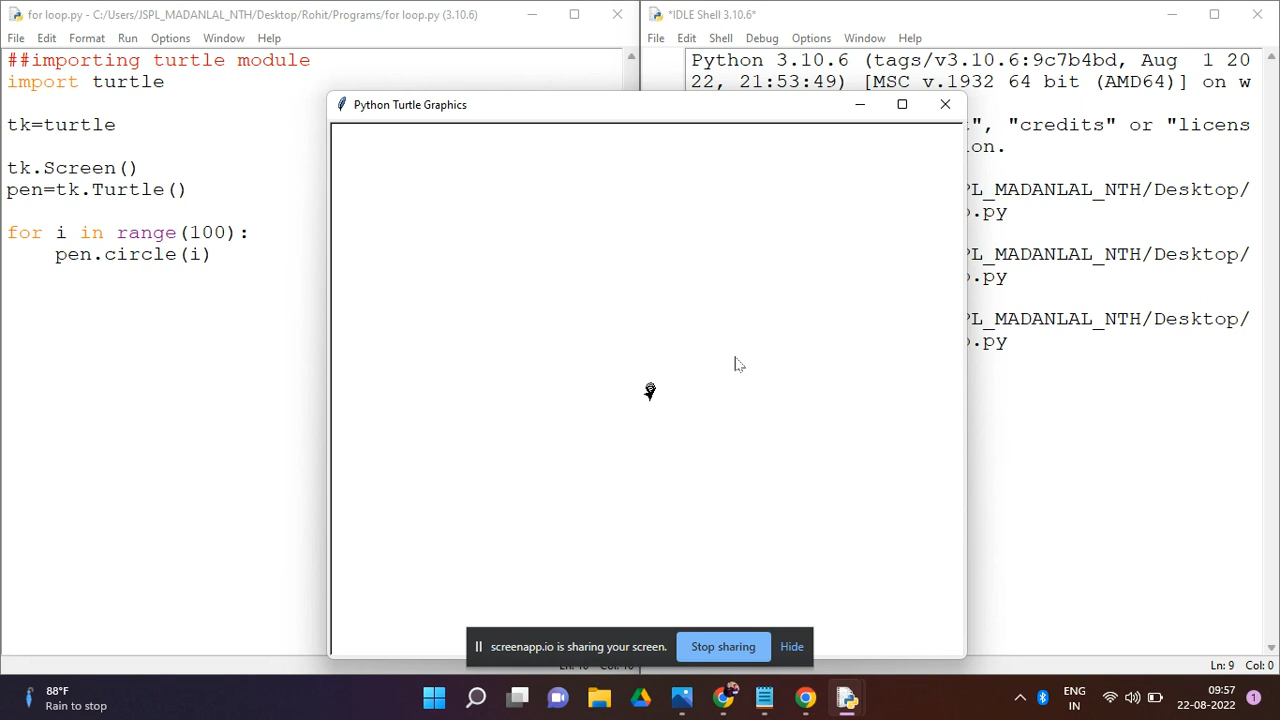 for loop.py - C:/Users/JSPL_MADANLAL_NTH/Desktop/Rohit/Programs/for loop.py (3.10.6)
File Edit Format Run Options Window Help
##importing turtle module
import turtle
tk=turtle
tk.Screen()
pen=tk.Turtle()
for i in range(100):
pen.circle(i)
*IDLE Shell 3.10.6*
File Edit Shell Debug Options Window Help
Python 3.10.6 (tags/v3.10.6:9c7b4bd, Aug 1 20
22, 21:53:49) [MSC v.1932 64 bit (AMD64)] on w
", "credits" or "licens
on.
PL_MADANLAL_NTH/Desktop/
.py
PL_MADANLAL_NTH/Desktop/
.py
PL_MADANLAL_NTH/Desktop/
.py
Ln: 9 Col: 0
Python Turtle Graphics
screenapp.io is sharing your screen. Stop sharing Hide
88°F
Rain to stop
ENG
IN
09:57
22-08-2022
1